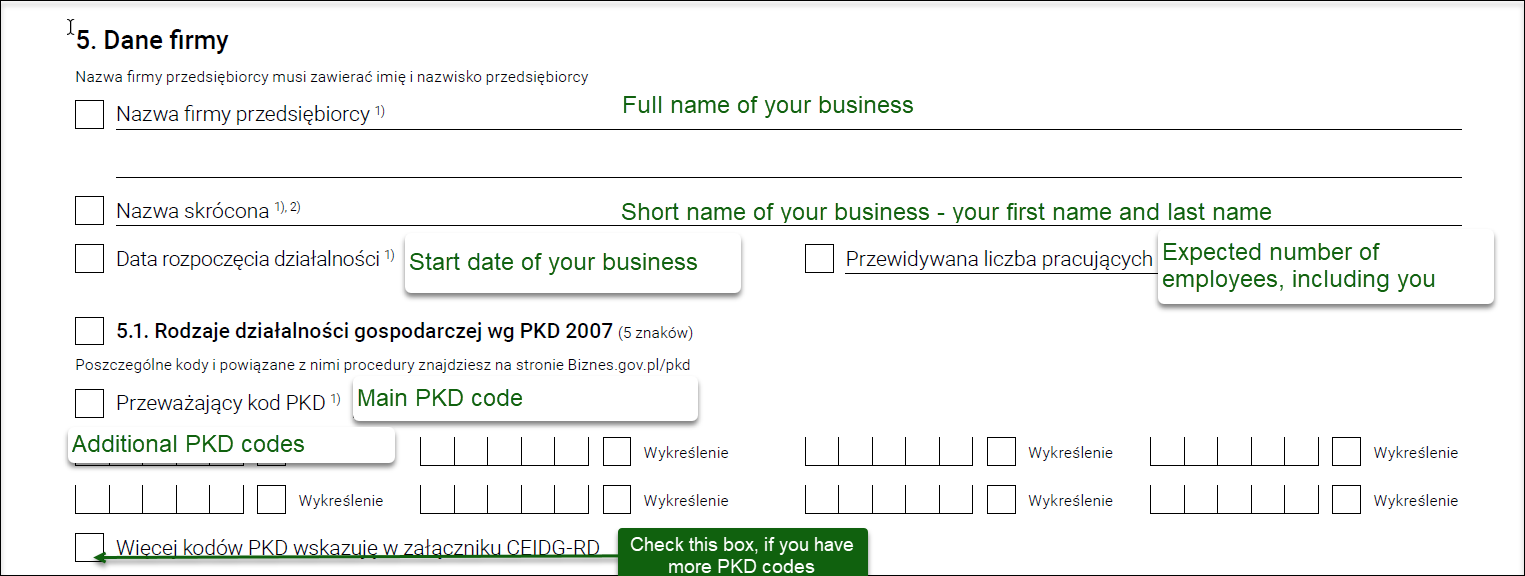 5. Dane firmy
Nazwa firmy przedsiębiorcy musi zawierać imię i nazwisko przedsiębiorcy
Nazwa firmy przedsiębiorcy 1) Full name of your business
Nazwa skrócona 1), 2) Short name of your business - your first name and last name
Data rozpoczęcia działalności 1) Start date of your business Przewidywana liczba pracujących Expected number of
employees, including you
5.1. Rodzaje działalności gospodarczej wg PKD 2007 (5 znaków)
Poszczególne kody i powiązane z nimi procedury znajdziesz na stronie Biznes.gov.pl/pkd
Przeważający kod PKD 1) Main PKD code
Additional PKD codes Wykreślenie Wykreślenie Wykreślenie
Wykreślenie Wykreślenie Wykreślenie Wykreślenie
Więcej kodów PKD wskazuję w załączniku CEIDG-RD Check this box, if you have
more PKD codes